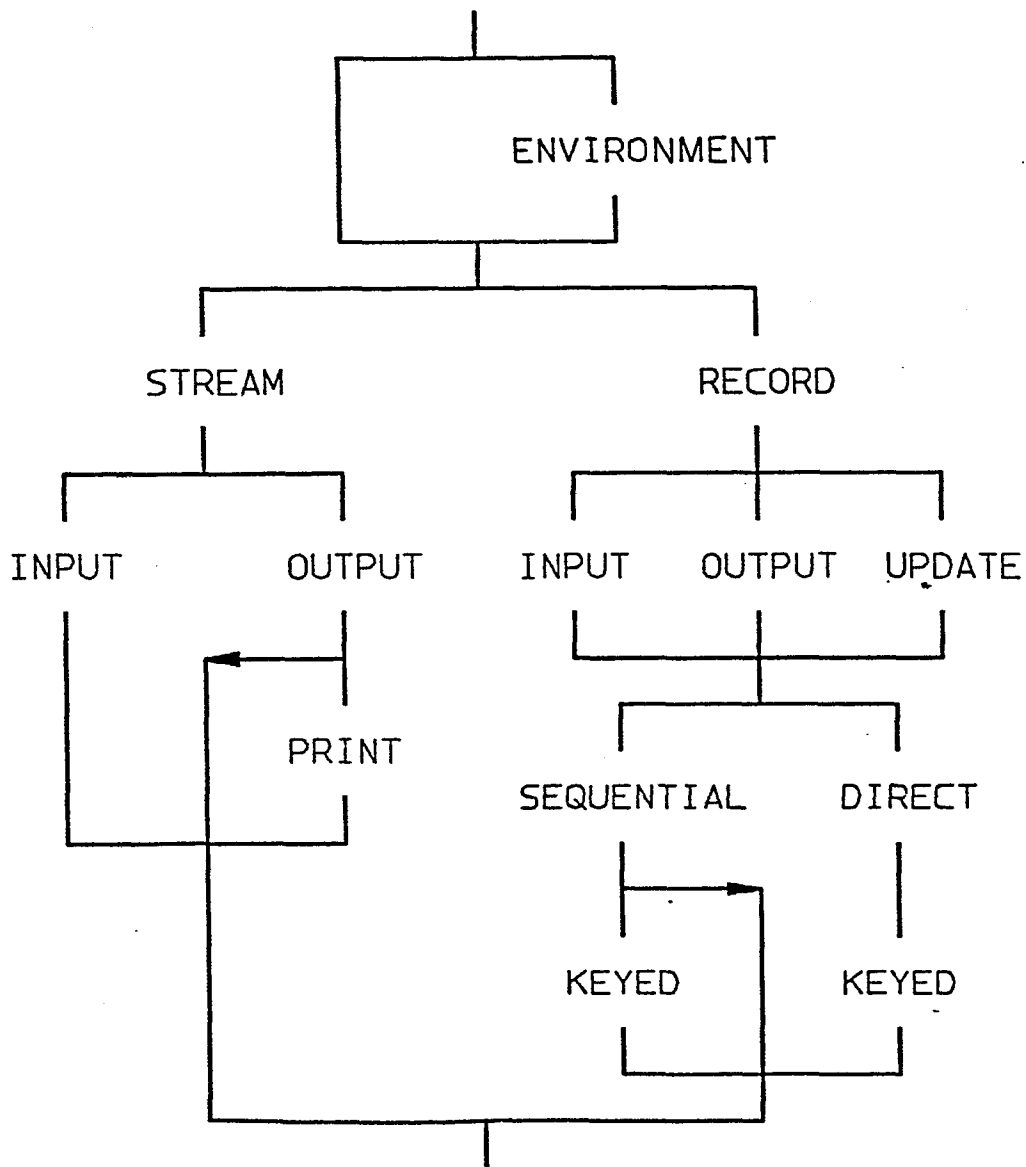 ENVIRONMENT
STREAM RECORD
INPUT OUTPUT INPUT OUTPUT UPDATE
PRINT
SEQUENTIAL DIRECT
KEYED KEYED